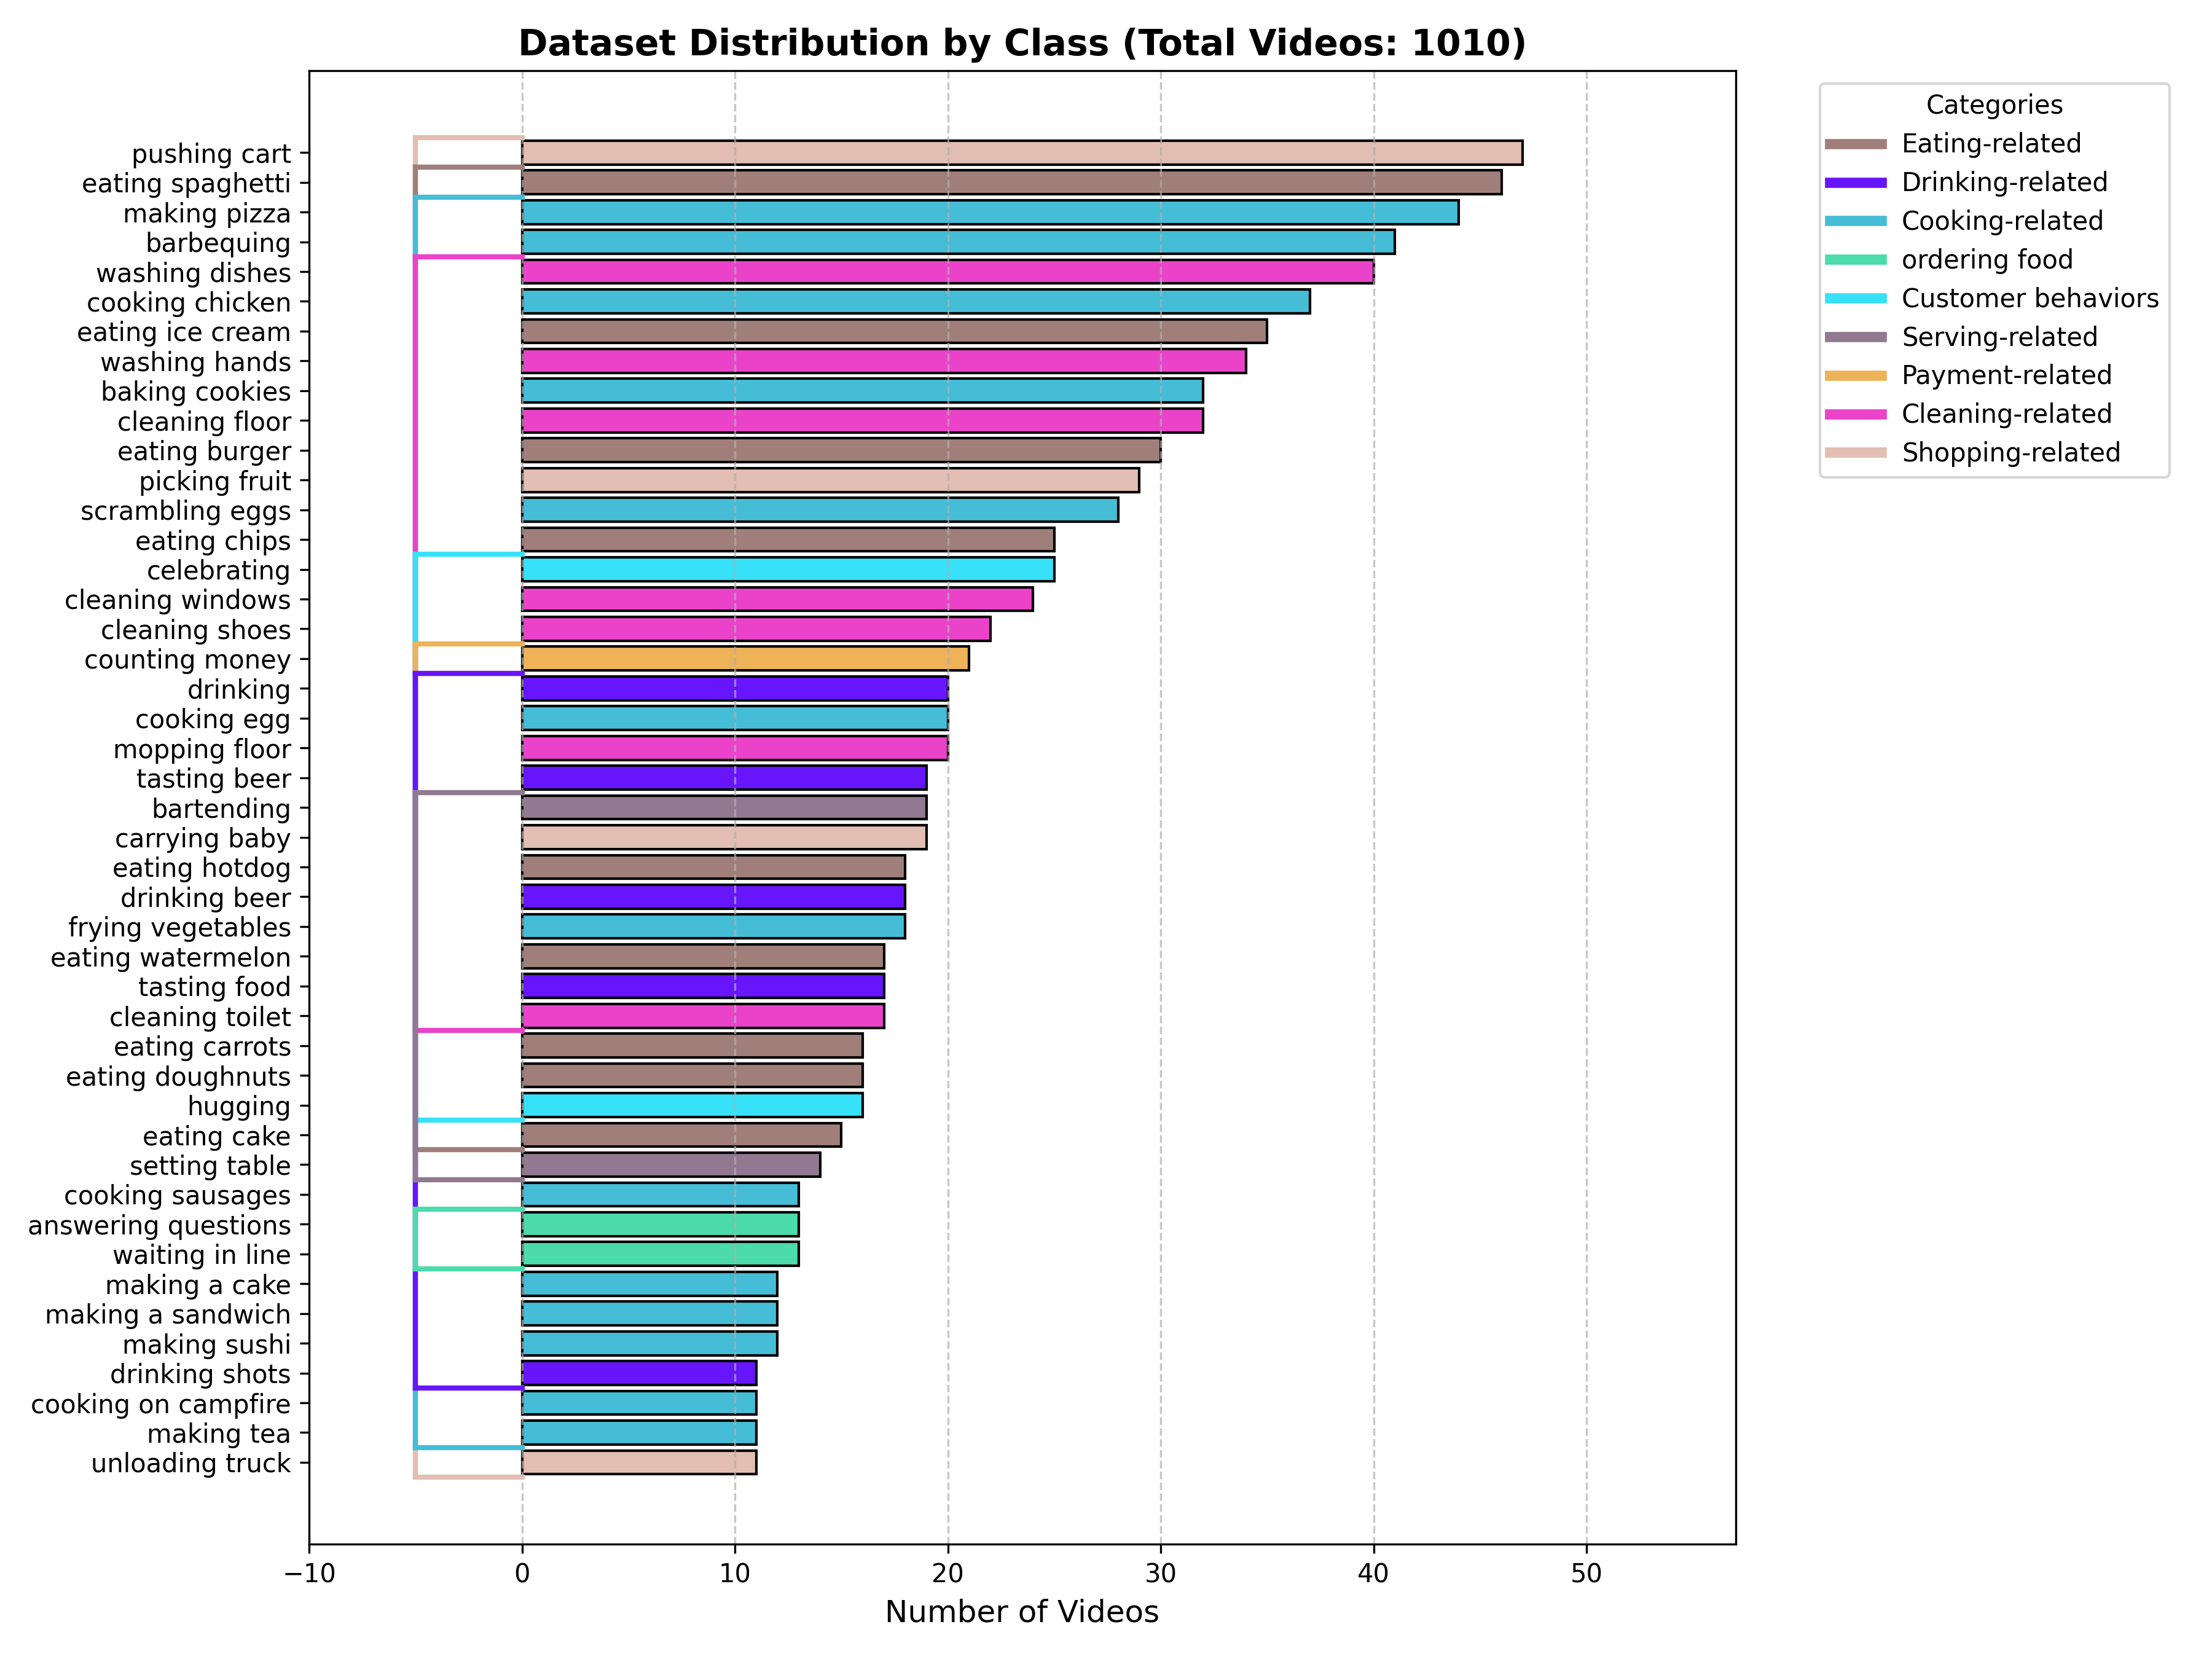 Dataset Distribution by Class (Total Videos: 1010)
pushing cart
eating spaghetti
making pizza
barbequing
washing dishes
cooking chicken
eating ice cream
washing hands
baking cookies
cleaning floor
eating burger
picking fruit
scrambling eggs
eating chips
celebrating
cleaning windows
cleaning shoes
counting money
drinking
cooking egg
mopping floor
tasting beer
bartending
carrying baby
eating hotdog
drinking beer
frying vegetables
eating watermelon
tasting food
cleaning toilet
eating carrots
eating doughnuts
hugging
eating cake
setting table
cooking sausages
answering questions
waiting in line
making a cake
making a sandwich
making sushi
drinking shots
cooking on campfire
making tea
unloading truck
−10 0 10 20 30 40 50
Number of Videos
Categories
Eating-related
Drinking-related
Cooking-related
ordering food
Customer behaviors
Serving-related
Payment-related
Cleaning-related
Shopping-related